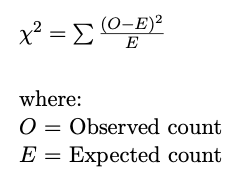 χ² = ∑ (O−E)²/E
where:
O = Observed count
E = Expected count